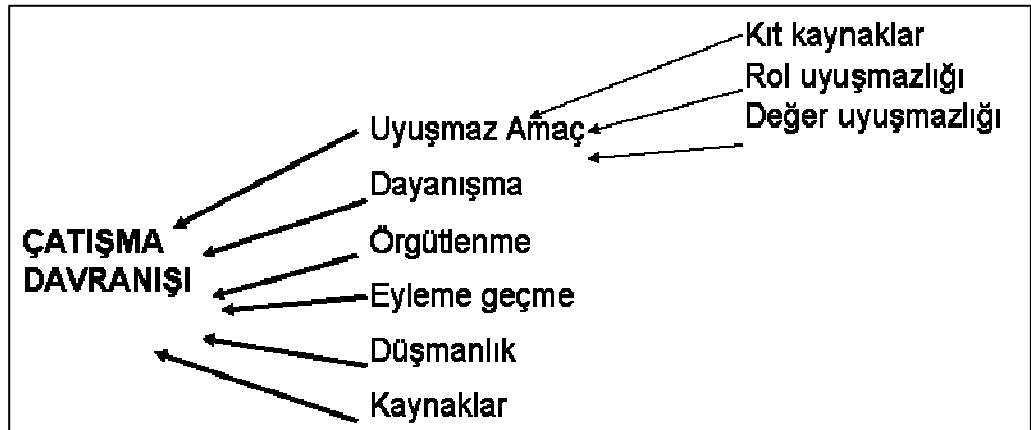 Kıt kaynaklar
Rol uyuşmazlığı
Değer uyuşmazlığı
Uyuşmaz Amaç
Dayanışma
Örgütlenme
Eyleme geçme
Düşmanlık
Kaynaklar
ÇATIŞMA
DAVRANIŞI